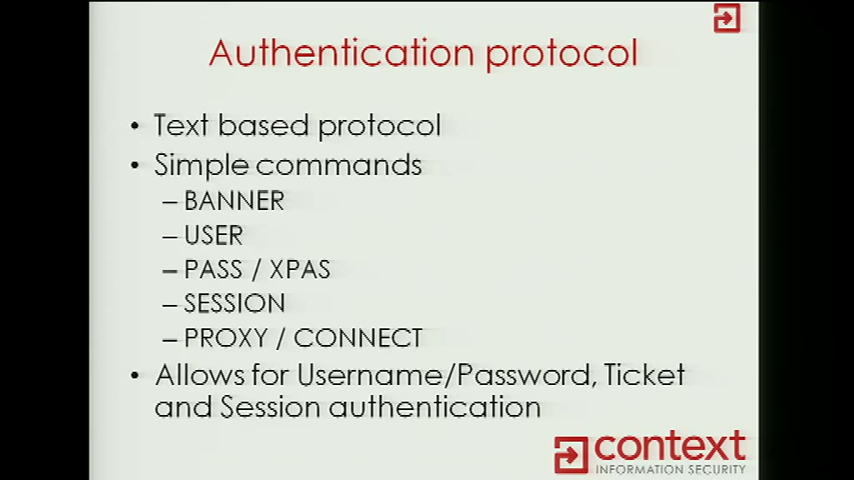 Authentication protocol
• Text based protocol
• Simple commands
– BANNER
– USER
– PASS / XPAS
– SESSION
– PROXY / CONNECT
• Allows for Username/Password, Ticket
and Session authentication
context
INFORMATION SECURITY